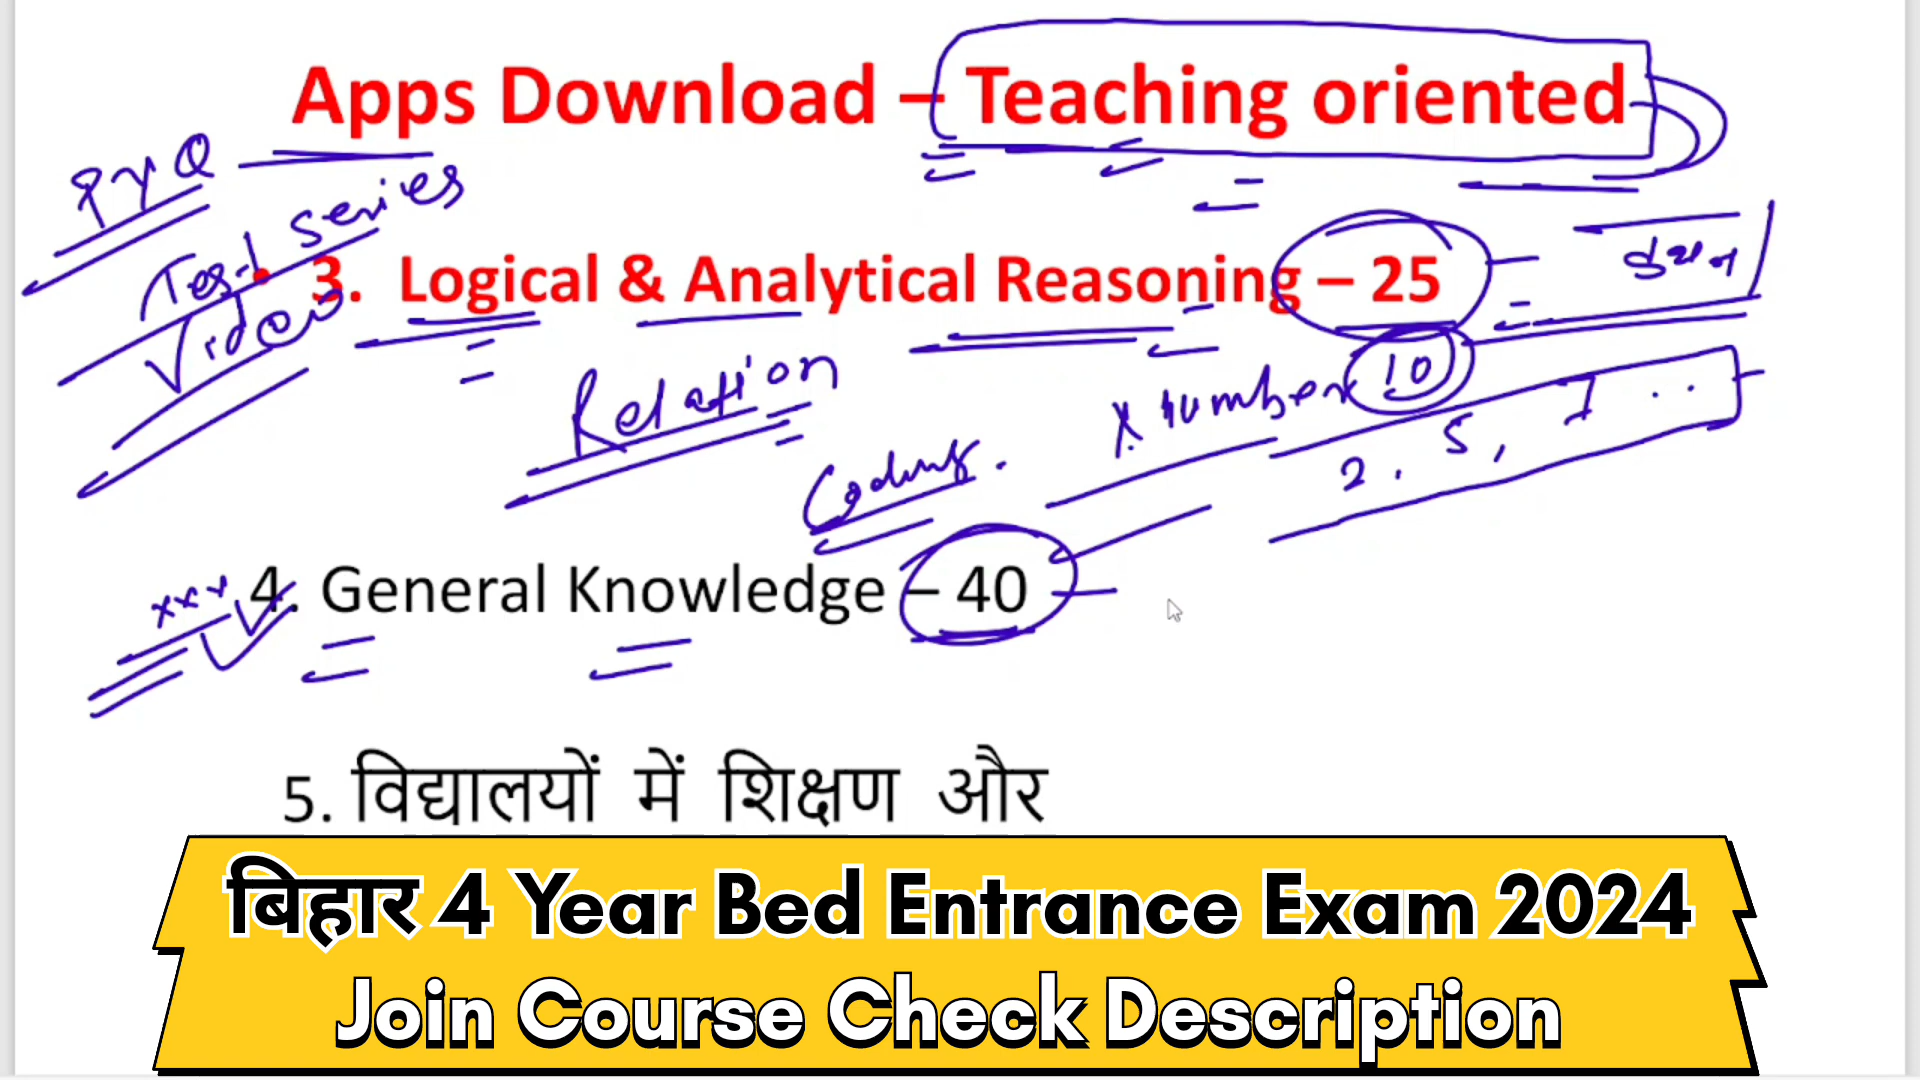 Apps Download – Teaching oriented
PYQ
Test Series
Video
3. Logical & Analytical Reasoning – 25
Relation
Coding.
Number 10
2, 5, 7 ..
4. General Knowledge – 40
5. विद्यालयों में शिक्षण और
बिहार 4 Year Bed Entrance Exam 2024
Join Course Check Description